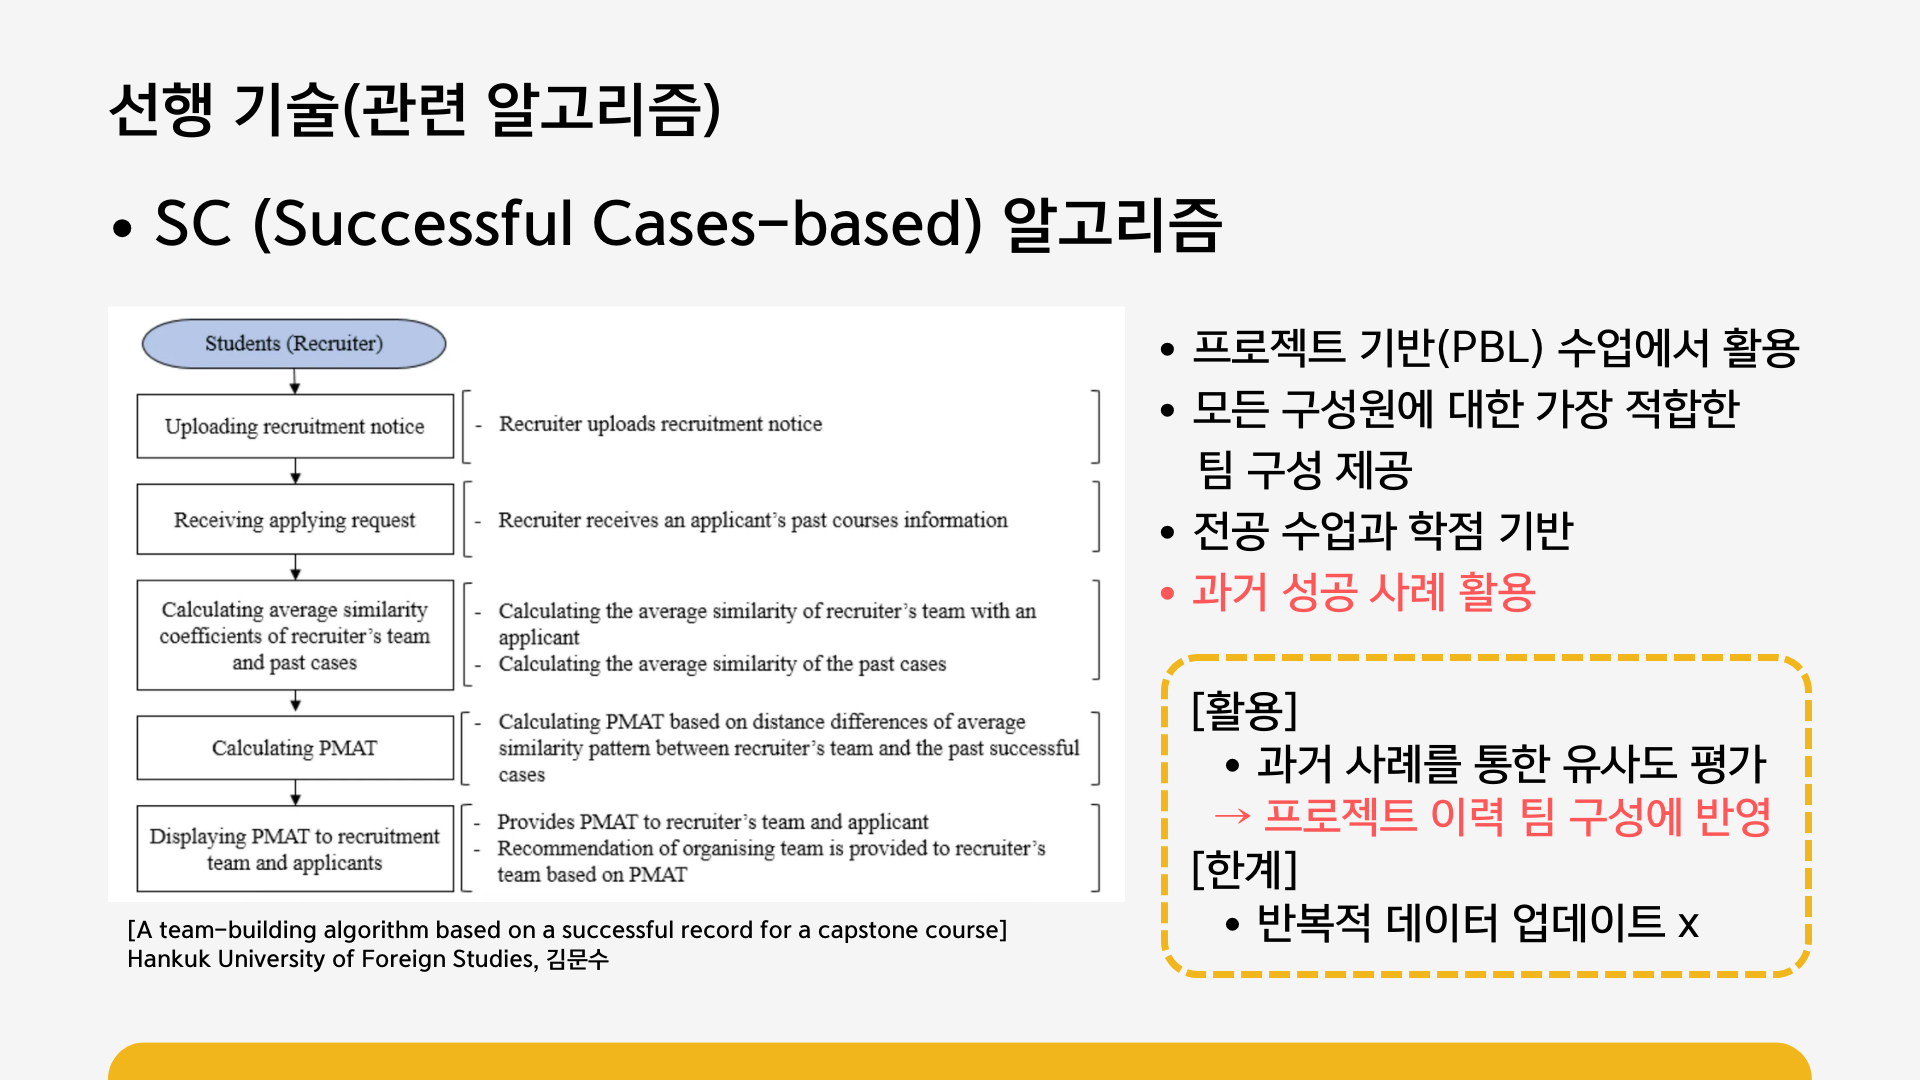 선행 기술(관련 알고리즘)
• SC (Successful Cases-based) 알고리즘
Students (Recruiter)
Uploading recruitment notice
- Recruiter uploads recruitment notice
Receiving applying request
- Recruiter receives an applicant's past courses information
Calculating average similarity
coefficients of recruiter's team
and past cases
- Calculating the average similarity of recruiter's team with an
applicant
- Calculating the average similarity of the past cases
Calculating PMAT
- Calculating PMAT based on distance differences of average
similarity pattern between recruiter's team and the past successful
cases
Displaying PMAT to recruitment
team and applicants
- Provides PMAT to recruiter's team and applicant
- Recommendation of organising team is provided to recruiter's
team based on PMAT
[A team-building algorithm based on a successful record for a capstone course]
Hankuk University of Foreign Studies, 김문수
• 프로젝트 기반(PBL) 수업에서 활용
• 모든 구성원에 대한 가장 적합한
팀 구성 제공
• 전공 수업과 학점 기반
• 과거 성공 사례 활용
[활용]
• 과거 사례를 통한 유사도 평가
→ 프로젝트 이력 팀 구성에 반영
[한계]
• 반복적 데이터 업데이트 x